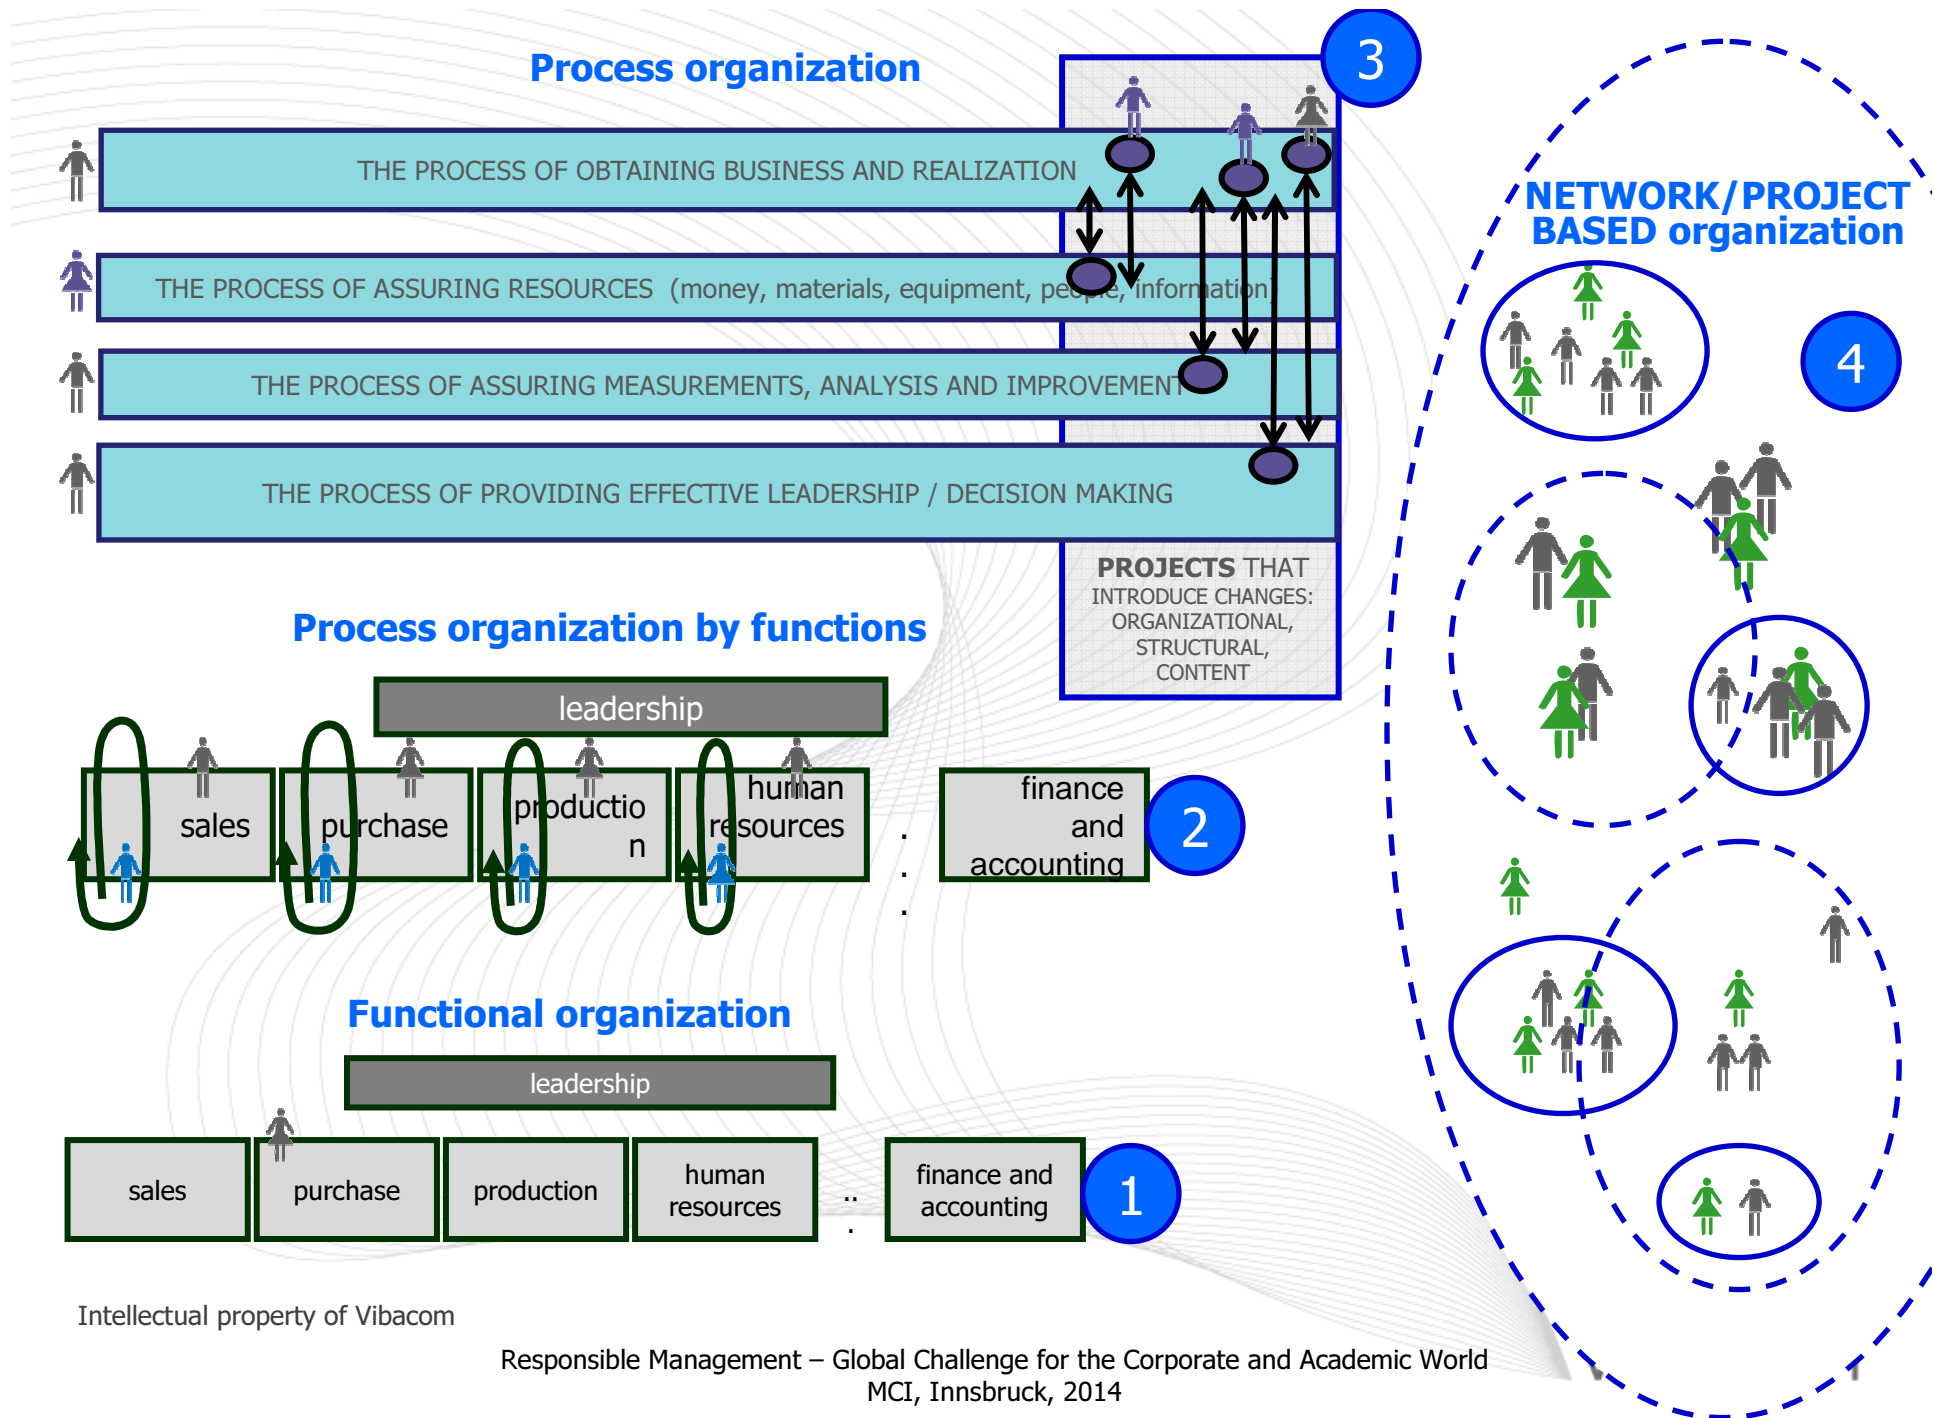 Process organization
3
THE PROCESS OF OBTAINING BUSINESS AND REALIZATION
THE PROCESS OF ASSURING RESOURCES (money, materials, equipment, people, information)
THE PROCESS OF ASSURING MEASUREMENTS, ANALYSIS AND IMPROVEMENT
THE PROCESS OF PROVIDING EFFECTIVE LEADERSHIP / DECISION MAKING
PROJECTS THAT
INTRODUCE CHANGES:
ORGANIZATIONAL,
STRUCTURAL,
CONTENT
NETWORK/PROJECT
BASED organization
4
Process organization by functions
leadership
sales
purchase
productio
n
human
resources
.
.
.
finance
and
accounting
2
Functional organization
leadership
sales
purchase
production
human
resources
..
.
finance and
accounting
1
Intellectual property of Vibacom
Responsible Management – Global Challenge for the Corporate and Academic World
MCI, Innsbruck, 2014